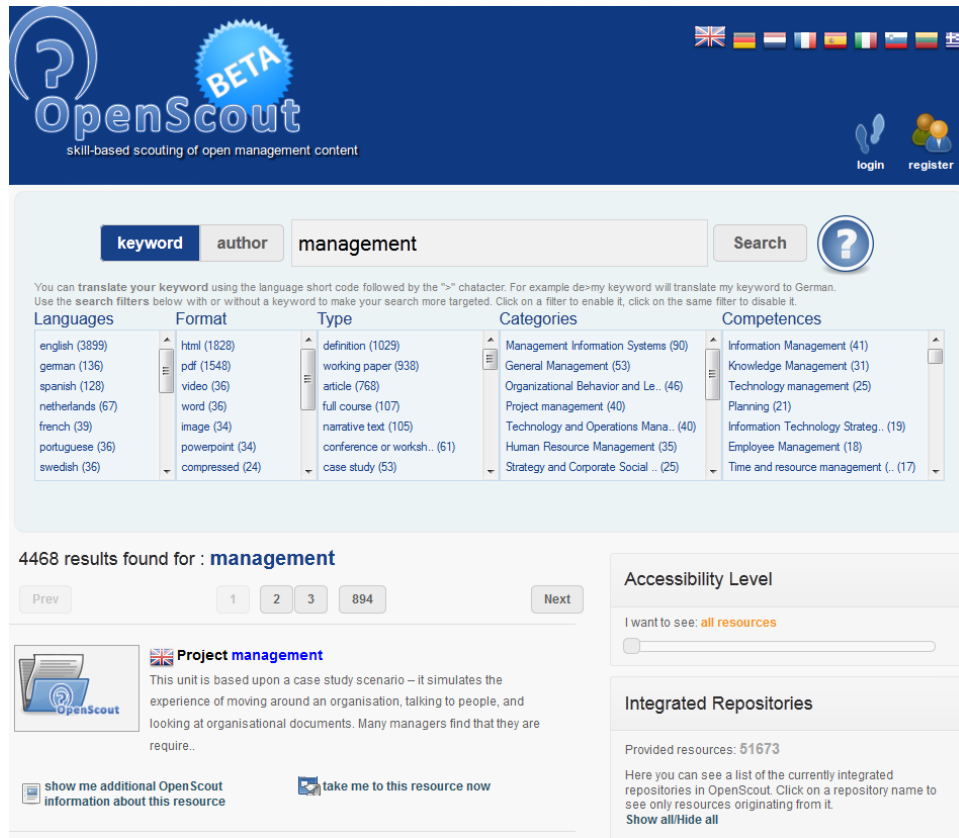 BETA
OpenScout
skill-based scouting of open management content
login register
keyword author management Search
You can translate your keyword using the language short code followed by the ">" chatacter. For example de>my keyword will translate my keyword to German.
Use the search filters below with or without a keyword to make your search more targeted. Click on a filter to enable it, click on the same filter to disable it.
Languages Format Type Categories Competences
english (3899) html (1828) definition (1029) Management Information Systems (90) Information Management (41)
german (136) pdf (1548) working paper (938) General Management (53) Knowledge Management (31)
spanish (128) video (36) article (768) Organizational Behavior and Le.. (46) Technology management (25)
netherlands (67) word (36) full course (107) Project management (40) Planning (21)
french (39) image (34) narrative text (105) Technology and Operations Mana.. (40) Information Technology Strateg.. (19)
portuguese (36) powerpoint (34) conference or worksh.. (61) Human Resource Management (35) Employee Management (18)
swedish (36) compressed (24) case study (53) Strategy and Corporate Social .. (25) Time and resource management (.. (17)
4468 results found for : management
Prev 1 2 3 894 Next
OpenScout
Project management
This unit is based upon a case study scenario – it simulates the
experience of moving around an organisation, talking to people, and
looking at organisational documents. Many managers find that they are
require..
show me additional OpenScout
information about this resource
take me to this resource now
Accessibility Level
I want to see: all resources
Integrated Repositories
Provided resources: 51673
Here you can see a list of the currently integrated
repositories in OpenScout. Click on a repository name to
see only resources originating from it.
Show all/Hide all